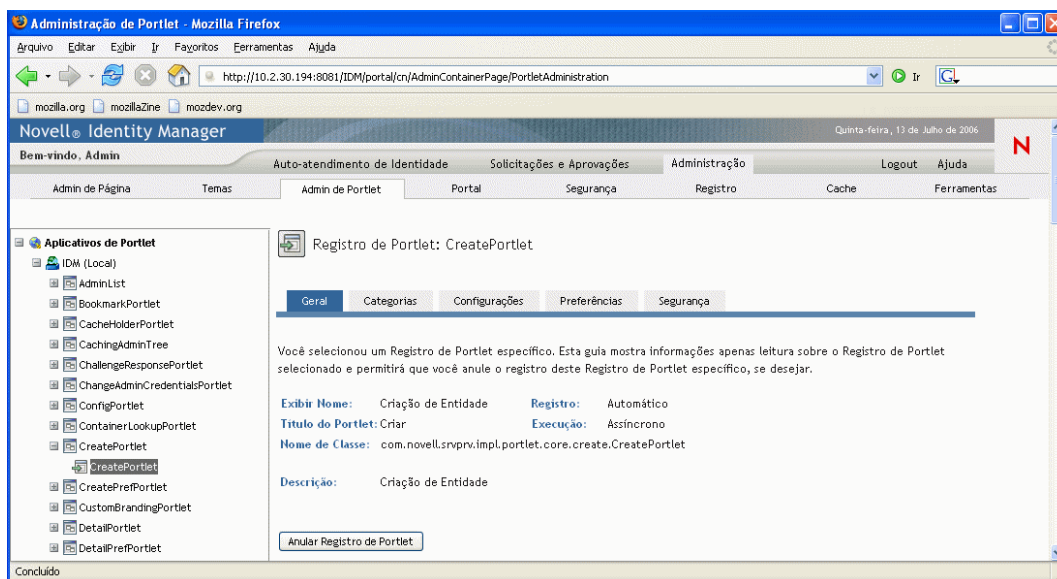 Administração de Portlet - Mozilla Firefox
Arquivo Editar Exibir Ir Favoritos Ferramentas Ajuda
http://10.2.30.194:8081/IDM/portal/cn/AdminContainerPage/PortletAdministration Ir G
mozilla.org mozillaZine mozdev.org
Novell® Identity Manager Quinta-feira, 13 de Julho de 2006 N
Bem-vindo, Admin Auto-atendimento de Identidade Solicitações e Aprovações Administração Logout Ajuda
Admin de Página Temas Admin de Portlet Portal Segurança Registro Cache Ferramentas
Aplicativos de Portlet
IDM (Local)
AdminList
BookmarkPortlet
CacheHolderPortlet
CachingAdminTree
ChallengeResponsePortlet
ChangeAdminCredentialsPortlet
ConfigPortlet
ContainerLookupPortlet
CreatePortlet
CreatePortlet
CreatePrefPortlet
CustomBrandingPortlet
DetailPortlet
DetailPrefPortlet
Registro de Portlet: CreatePortlet
Geral Categorias Configurações Preferências Segurança
Você selecionou um Registro de Portlet específico. Esta guia mostra informações apenas leitura sobre o Registro de Portlet
selecionado e permitirá que você anule o registro deste Registro de Portlet específico, se desejar.
Exibir Nome: Criação de Entidade Registro: Automático
Título do Portlet: Criar Execução: Assíncrono
Nome de Classe: com.novell.srvprv.impl.portlet.core.create.CreatePortlet
Descrição: Criação de Entidade
Anular Registro de Portlet
Concluído